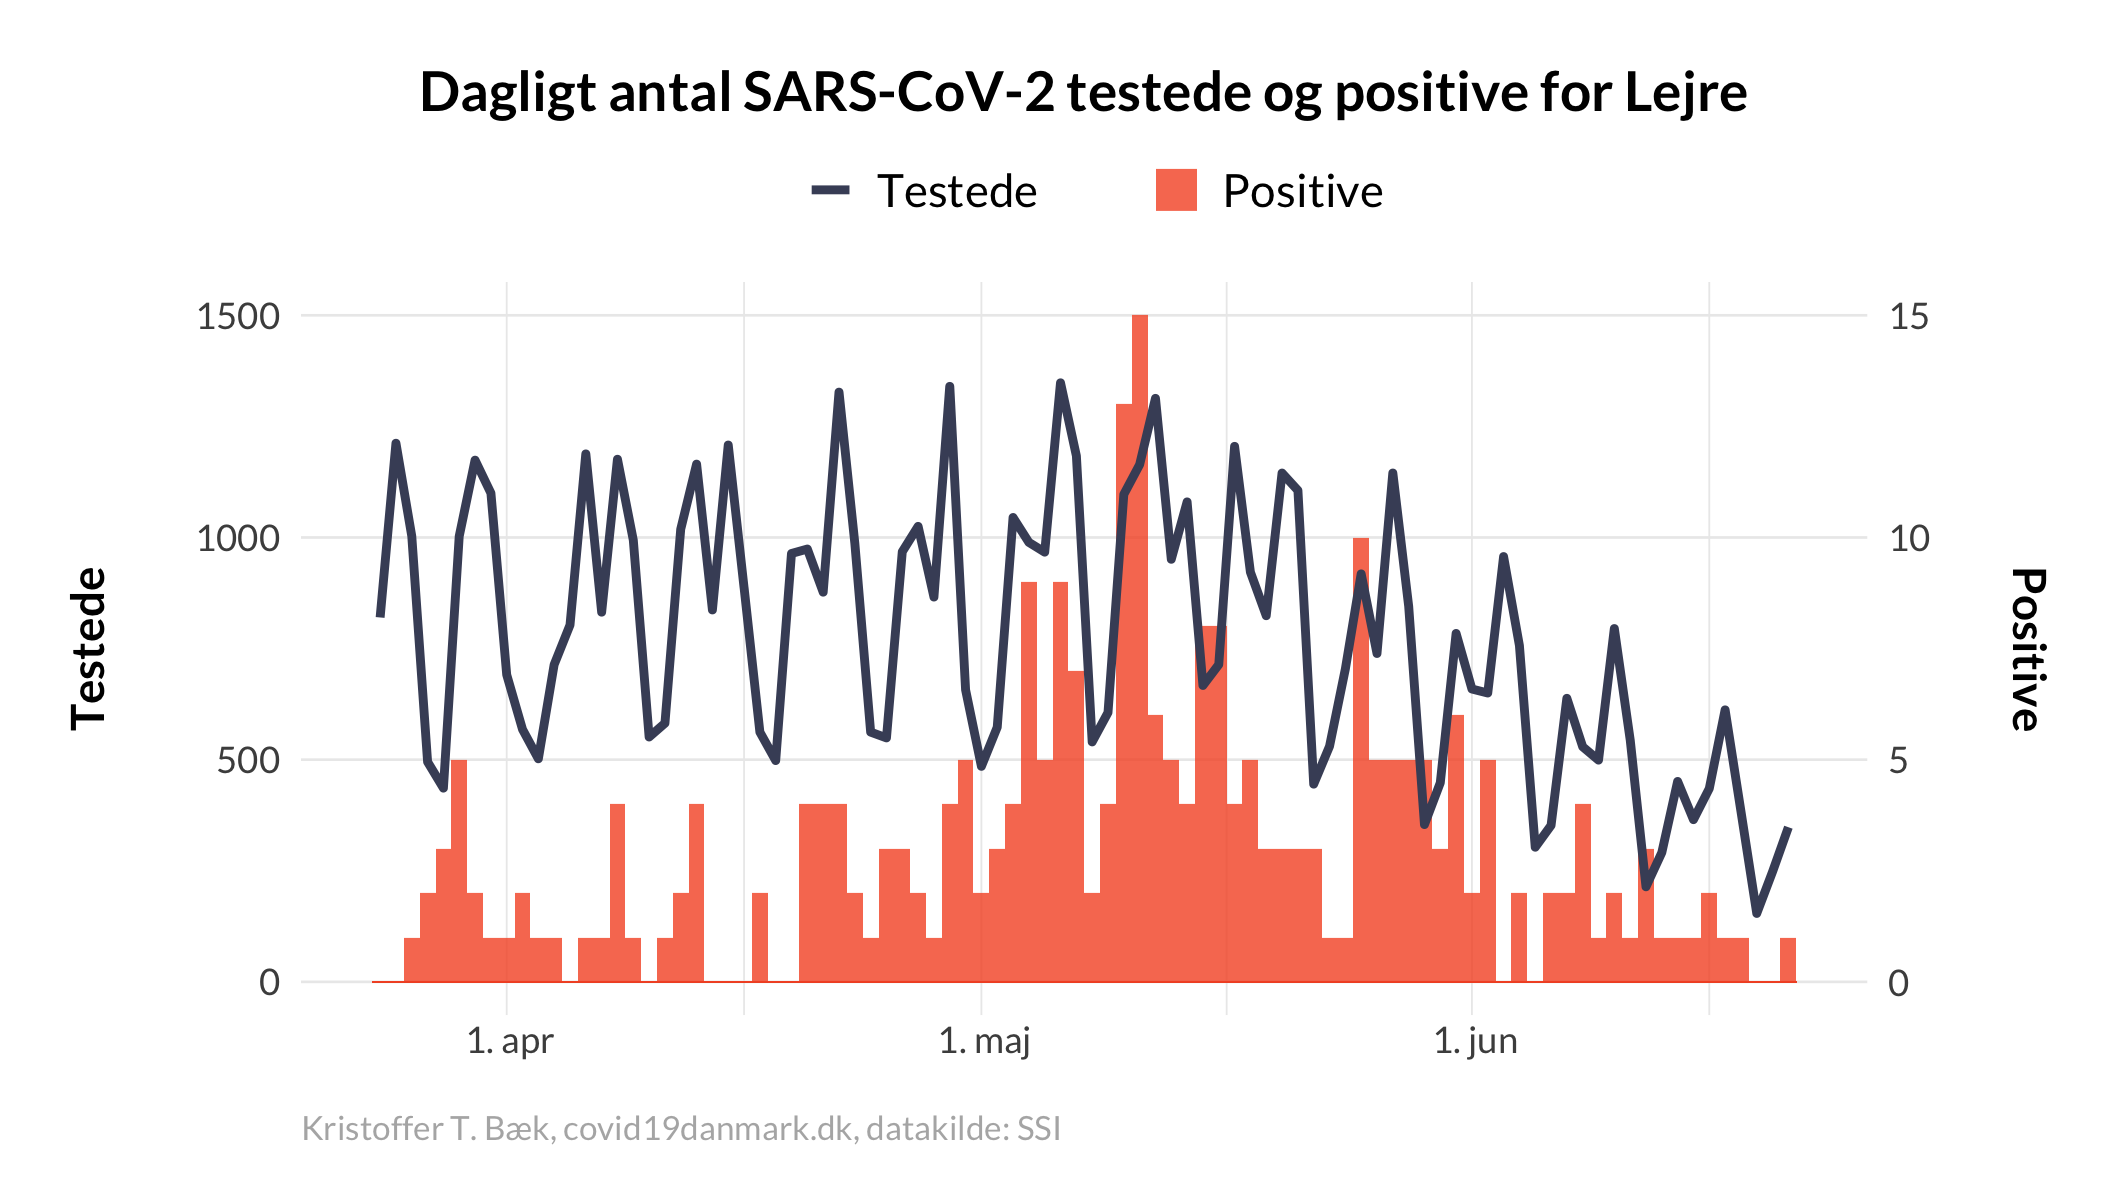 Dagligt antal SARS-CoV-2 testede og positive for Lejre
Testede
Positive
1500
1000
500
0
Testede
15
10
5
0
Positive
1. apr
1. maj
1. jun
Kristoffer T. Bæk, covid19danmark.dk, datakilde: SSI